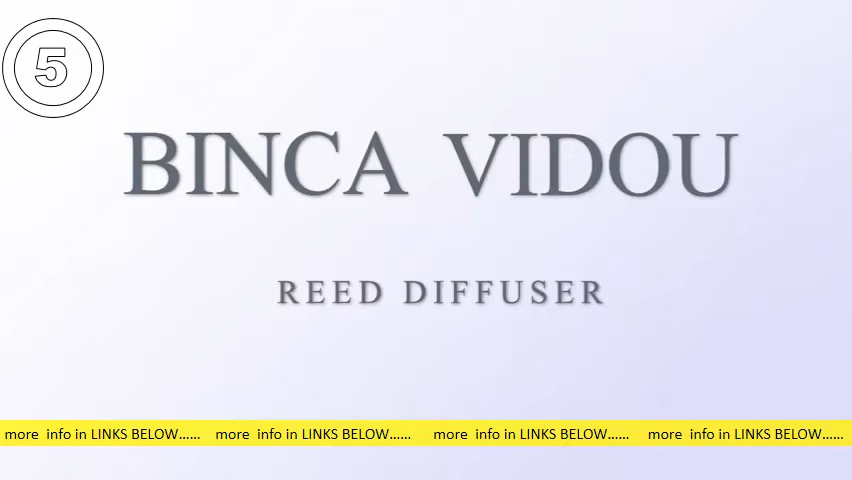 5
BINCA VIDOU
REED DIFFUSER
more info in LINKS BELOW...... more info in LINKS BELOW...... more info in LINKS BELOW...... more info in LINKS BELOW......